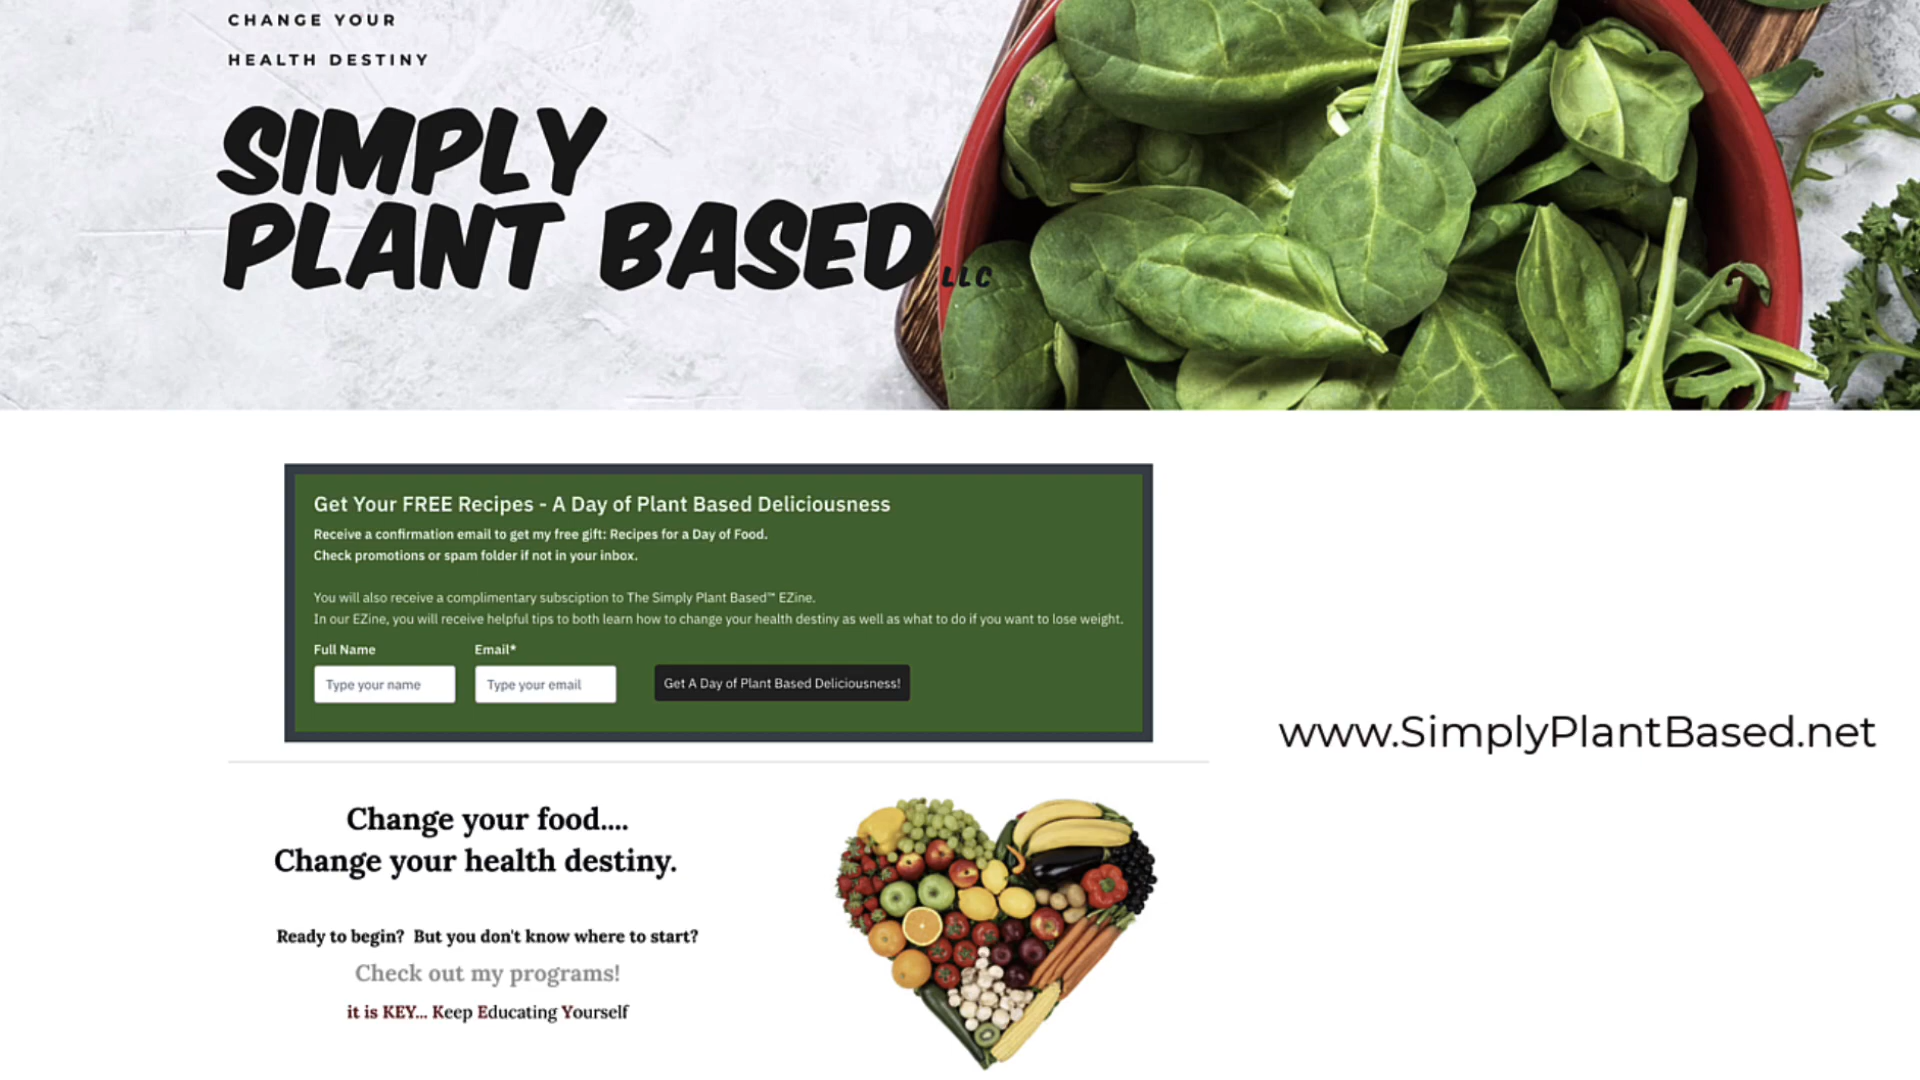 CHANGE YOUR
HEALTH DESTINY
SIMPLY
PLANT BASED LLC
Get Your FREE Recipes - A Day of Plant Based Deliciousness
Receive a confirmation email to get my free gift: Recipes for a Day of Food.
Check promotions or spam folder if not in your inbox.
You will also receive a complimentary subsciption to The Simply Plant Based™ EZine.
In our EZine, you will receive helpful tips to both learn how to change your health destiny as well as what to do if you want to lose weight.
Full Name Email*
Type your name Type your email Get A Day of Plant Based Deliciousness!
www.SimplyPlantBased.net
Change your food....
Change your health destiny.
Ready to begin? But you don't know where to start?
Check out my programs!
it is KEY... Keep Educating Yourself